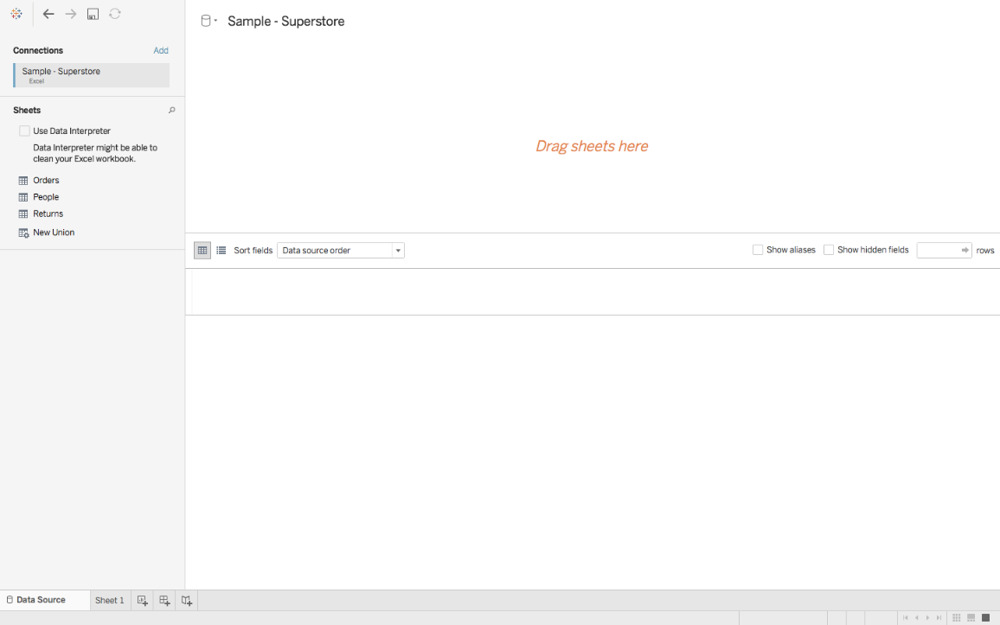 Sample - Superstore
Connections Add
Sample - Superstore
Excel
Sheets
Use Data Interpreter
Data Interpreter might be able to
clean your Excel workbook.
Orders
People
Returns
New Union
Drag sheets here
Sort fields Data source order Show aliases Show hidden fields rows
Data Source Sheet 1